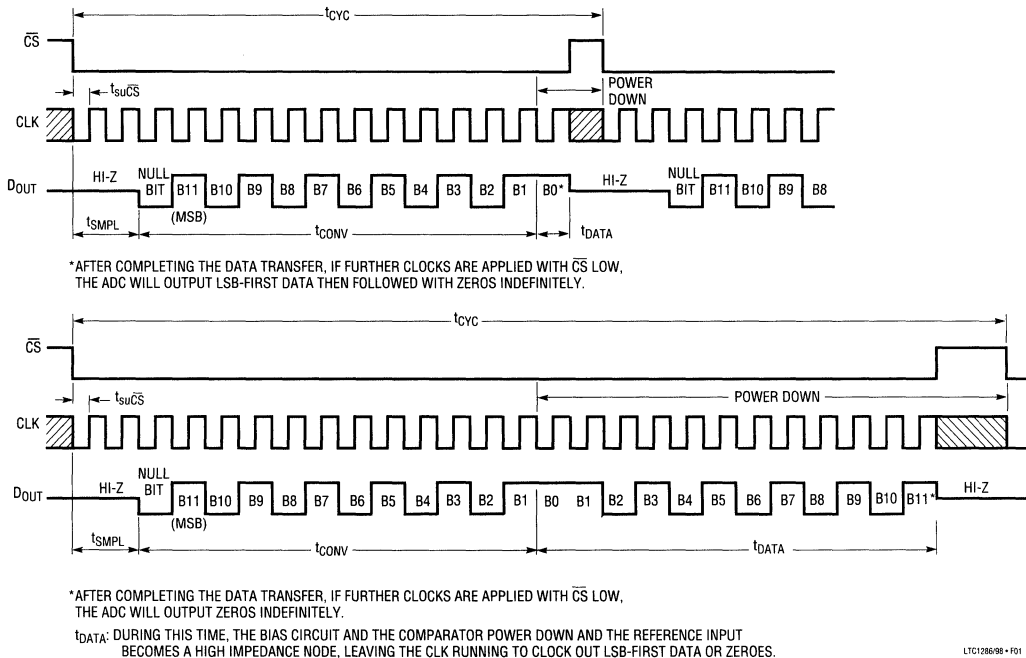 tCYC
CS
tsuCS
POWER
DOWN
CLK
DOUT
HI-Z
NULL
BIT
B11 B10 B9 B8 B7 B6 B5 B4 B3 B2 B1 B0*
HI-Z
NULL
BIT
B11 B10 B9 B8
(MSB)
tSMPL
tCONV
tDATA
*AFTER COMPLETING THE DATA TRANSFER, IF FURTHER CLOCKS ARE APPLIED WITH CS LOW,
THE ADC WILL OUTPUT LSB-FIRST DATA THEN FOLLOWED WITH ZEROS INDEFINITELY.
tCYC
CS
tsuCS
POWER DOWN
CLK
DOUT
HI-Z
NULL
BIT
B11 B10 B9 B8 B7 B6 B5 B4 B3 B2 B1 B0 B1 B2 B3 B4 B5 B6 B7 B8 B9 B10 B11*
HI-Z
(MSB)
tSMPL
tCONV
tDATA
*AFTER COMPLETING THE DATA TRANSFER, IF FURTHER CLOCKS ARE APPLIED WITH CS LOW,
THE ADC WILL OUTPUT ZEROS INDEFINITELY.
tDATA: DURING THIS TIME, THE BIAS CIRCUIT AND THE COMPARATOR POWER DOWN AND THE REFERENCE INPUT
BECOMES A HIGH IMPEDANCE NODE, LEAVING THE CLK RUNNING TO CLOCK OUT LSB-FIRST DATA OR ZEROES.
LTC1286/98 • F01